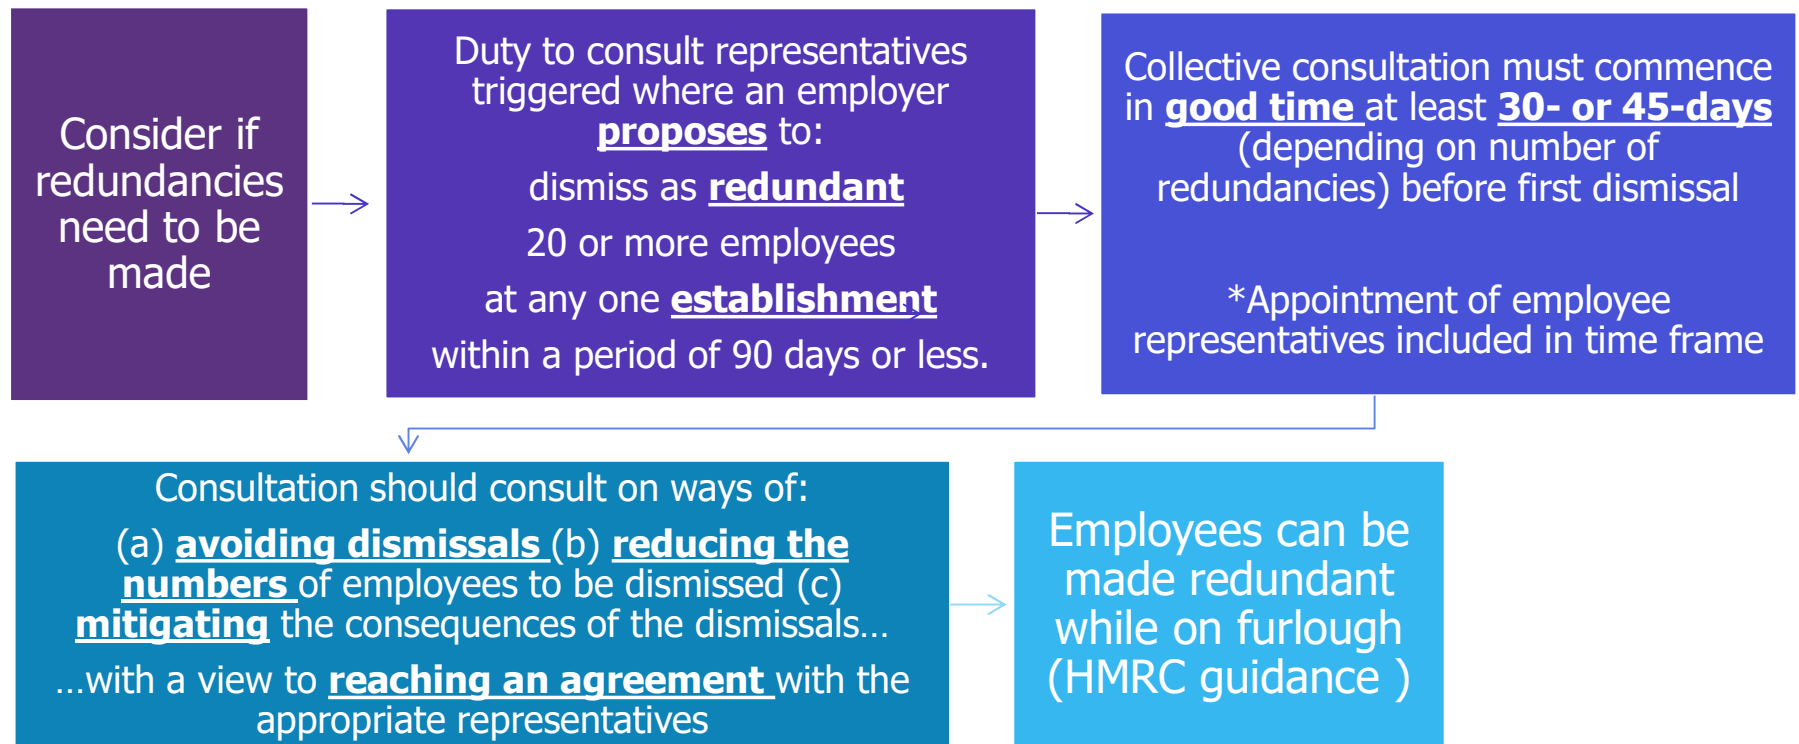 Consider if
redundancies
need to be
made
Duty to consult representatives
triggered where an employer
proposes to:
dismiss as redundant
20 or more employees
at any one establishment
within a period of 90 days or less.
Collective consultation must commence
in good time at least 30- or 45-days
(depending on number of
redundancies) before first dismissal
*Appointment of employee
representatives included in time frame
Consultation should consult on ways of:
(a) avoiding dismissals (b) reducing the
numbers of employees to be dismissed (c)
mitigating the consequences of the dismissals…
…with a view to reaching an agreement with the
appropriate representatives
Employees can be
made redundant
while on furlough
(HMRC guidance )